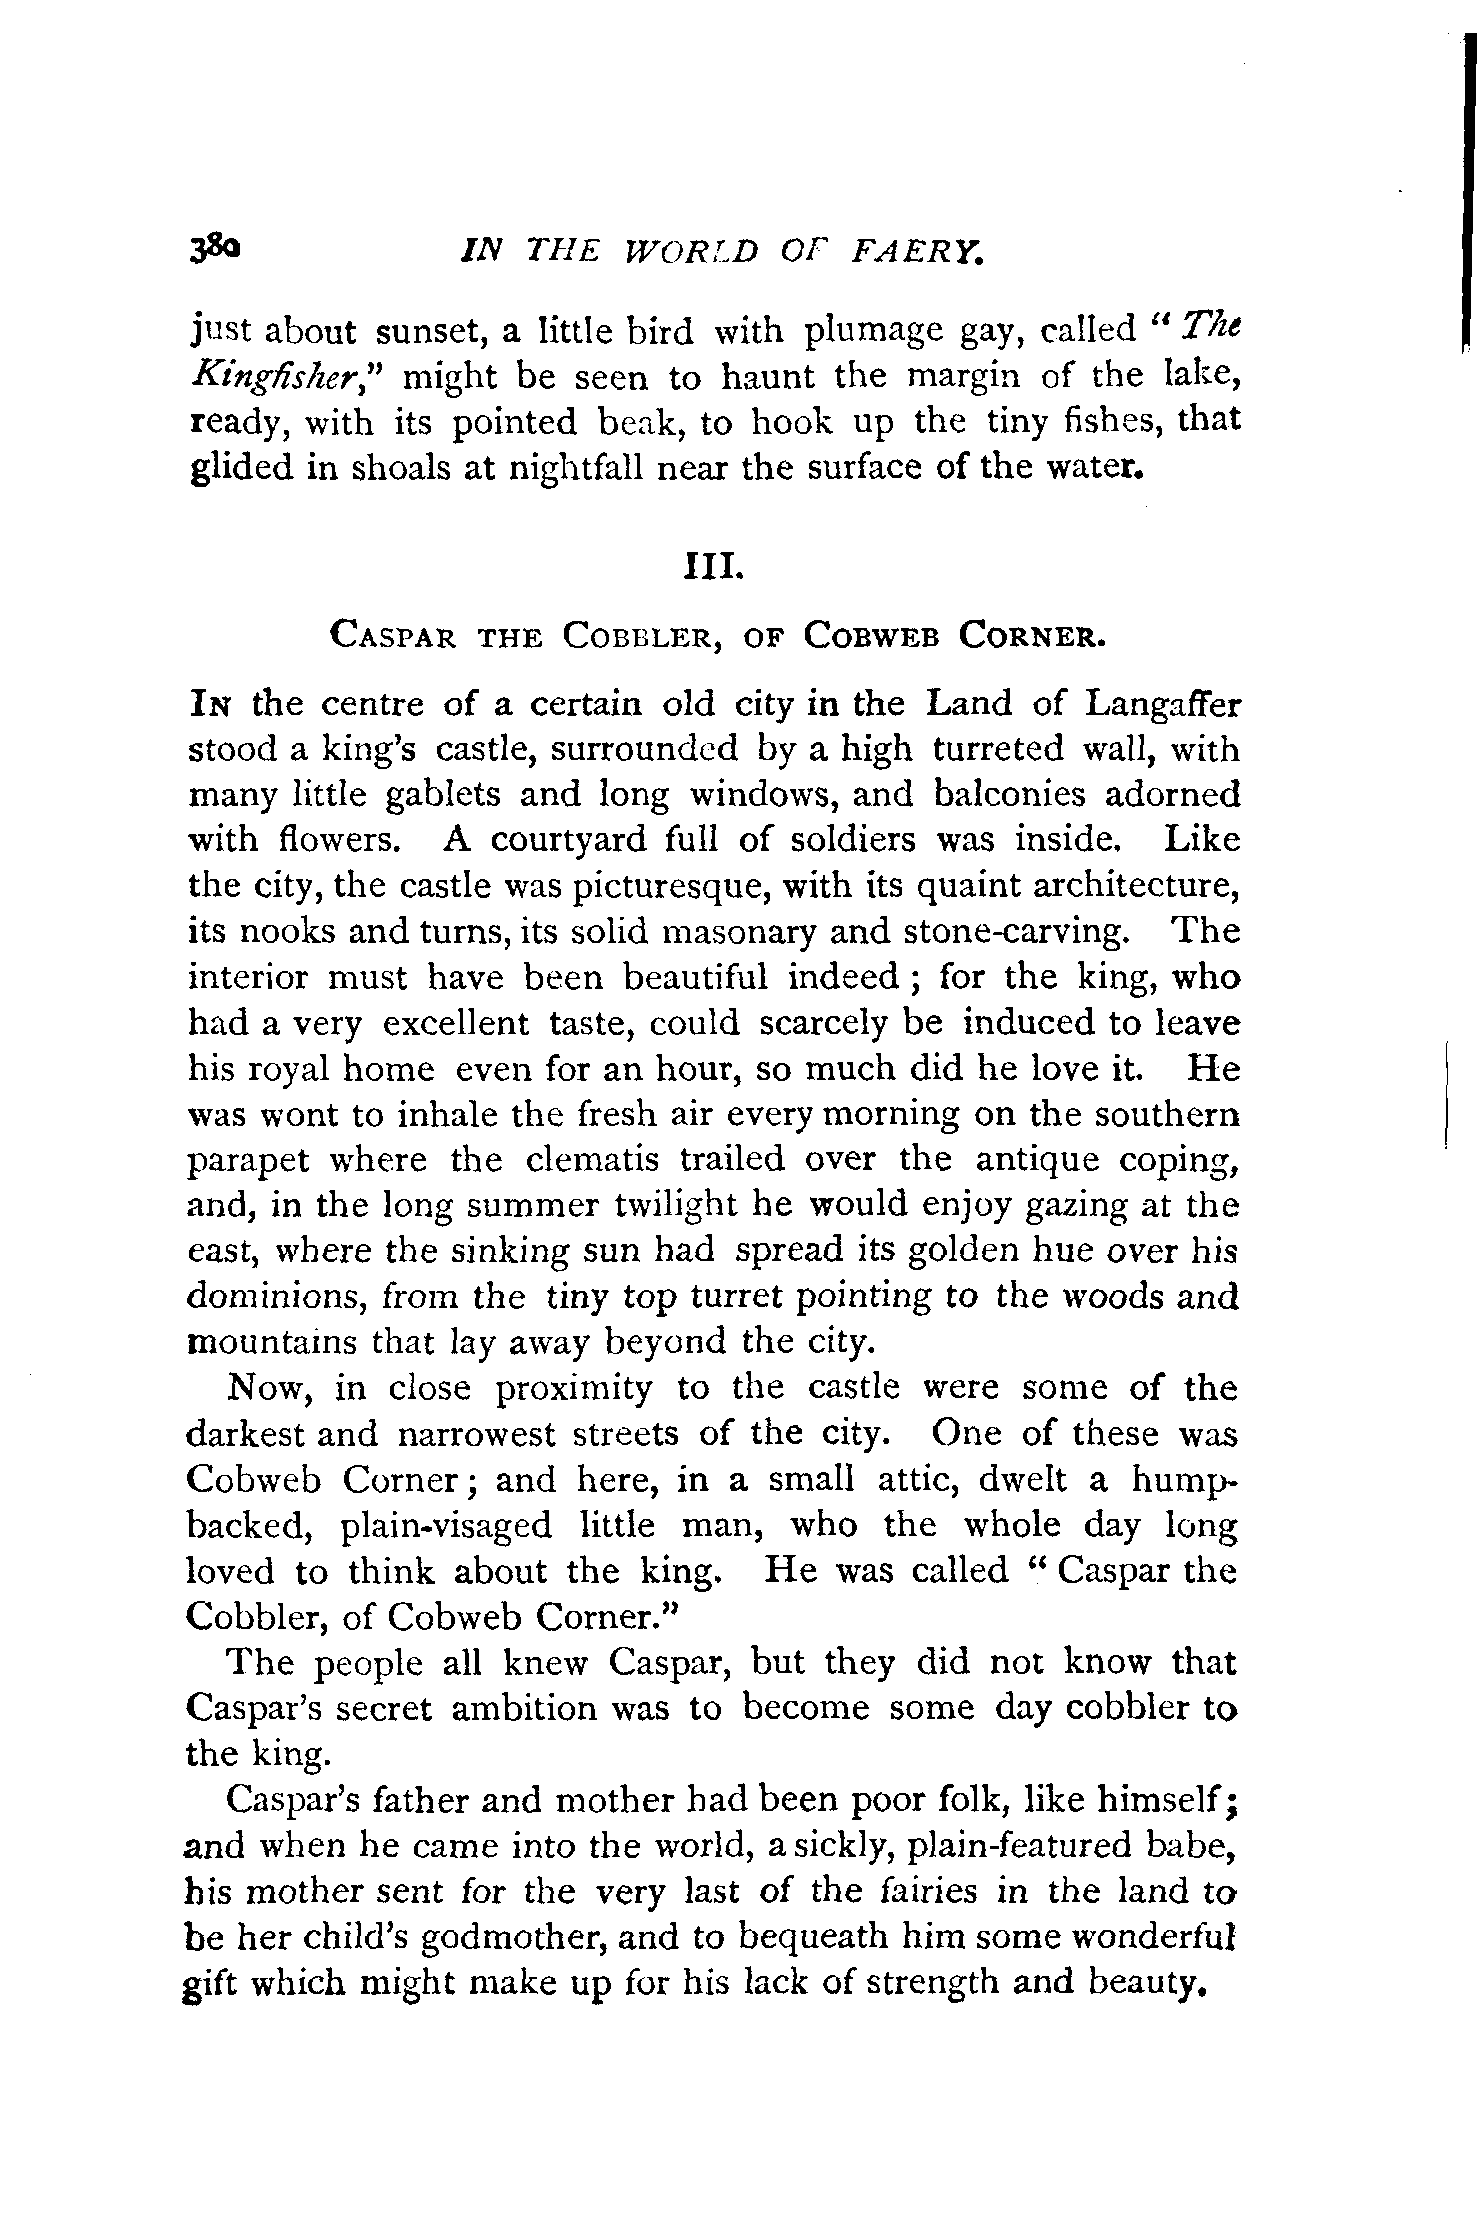 380 IN THE WORLD OF FAERY.
just about sunset, a little bird with plumage gay, called “ The
Kingfisher,” might be seen to haunt the margin of the lake,
ready, with its pointed beak, to hook up the tiny fishes, that
glided in shoals at nightfall near the surface of the water.
III.
CASPAR THE COBBLER, OF COBWEB CORNER.
IN the centre of a certain old city in the Land of Langaffer
stood a king’s castle, surrounded by a high turreted wall, with
many little gablets and long windows, and balconies adorned
with flowers. A courtyard full of soldiers was inside. Like
the city, the castle was picturesque, with its quaint architecture,
its nooks and turns, its solid masonary and stone-carving. The
interior must have been beautiful indeed ; for the king, who
had a very excellent taste, could scarcely be induced to leave
his royal home even for an hour, so much did he love it. He
was wont to inhale the fresh air every morning on the southern
parapet where the clematis trailed over the antique coping,
and, in the long summer twilight he would enjoy gazing at the
east, where the sinking sun had spread its golden hue over his
dominions, from the tiny top turret pointing to the woods and
mountains that lay away beyond the city.
Now, in close proximity to the castle were some of the
darkest and narrowest streets of the city. One of these was
Cobweb Corner ; and here, in a small attic, dwelt a hump-
backed, plain-visaged little man, who the whole day long
loved to think about the king. He was called “ Caspar the
Cobbler, of Cobweb Corner.”
The people all knew Caspar, but they did not know that
Caspar’s secret ambition was to become some day cobbler to
the king.
Caspar’s father and mother had been poor folk, like himself ;
and when he came into the world, a sickly, plain-featured babe,
his mother sent for the very last of the fairies in the land to
be her child’s godmother, and to bequeath him some wonderful
gift which might make up for his lack of strength and beauty.